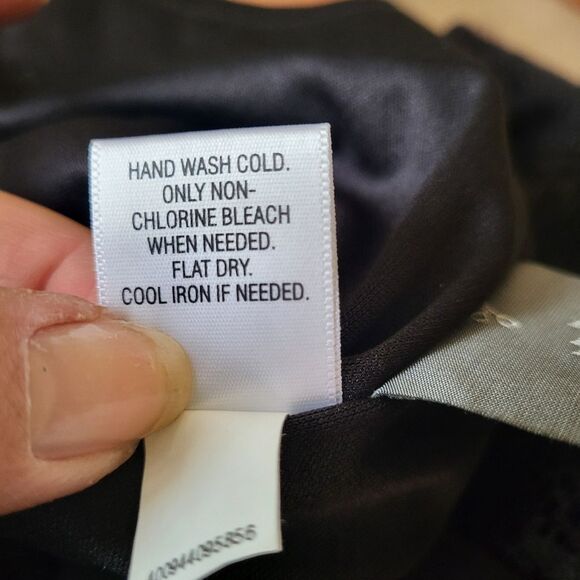 HAND WASH COLD.
ONLY NON-
CHLORINE BLEACH
WHEN NEEDED.
FLAT DRY.
COOL IRON IF NEEDED.